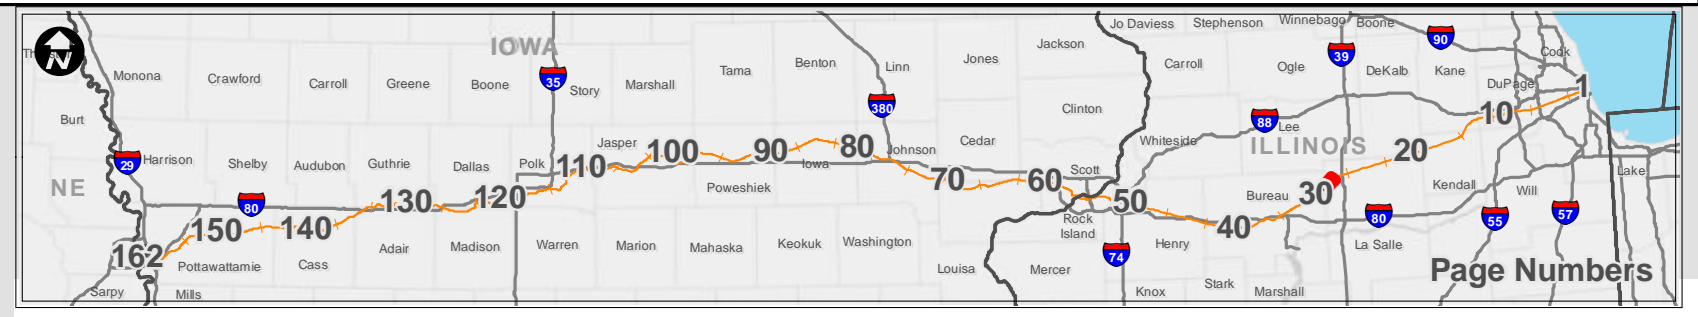 Jo Daviess Stephenson Winnebago Boone
IOWA
Jackson
90
39
Cook
N
Monona Crawford Carroll Greene Boone
35
Story Marshall Tama Benton Linn Jones
Carroll Ogle DeKalb Kane
DuPage
1
380
Clinton
10
Burt
88
Lee
Jasper
100 90 80
Johnson
Cedar
Whiteside
ILLINOIS
20
29
Harrison Shelby Audubon Guthrie Dallas Polk
110
Iowa
Scott
Lake
NE
Poweshiek
70 60
Bureau
30
Kendall
Will
80
130 120
50
80
55
57
150 140
Rock
Island
40
162
Pottawattamie Cass Adair Madison Warren Marion Mahaska Keokuk Washington
74
Henry
La Salle
Louisa Mercer
Page Numbers
Sarpy Mills
Knox Stark Marshall